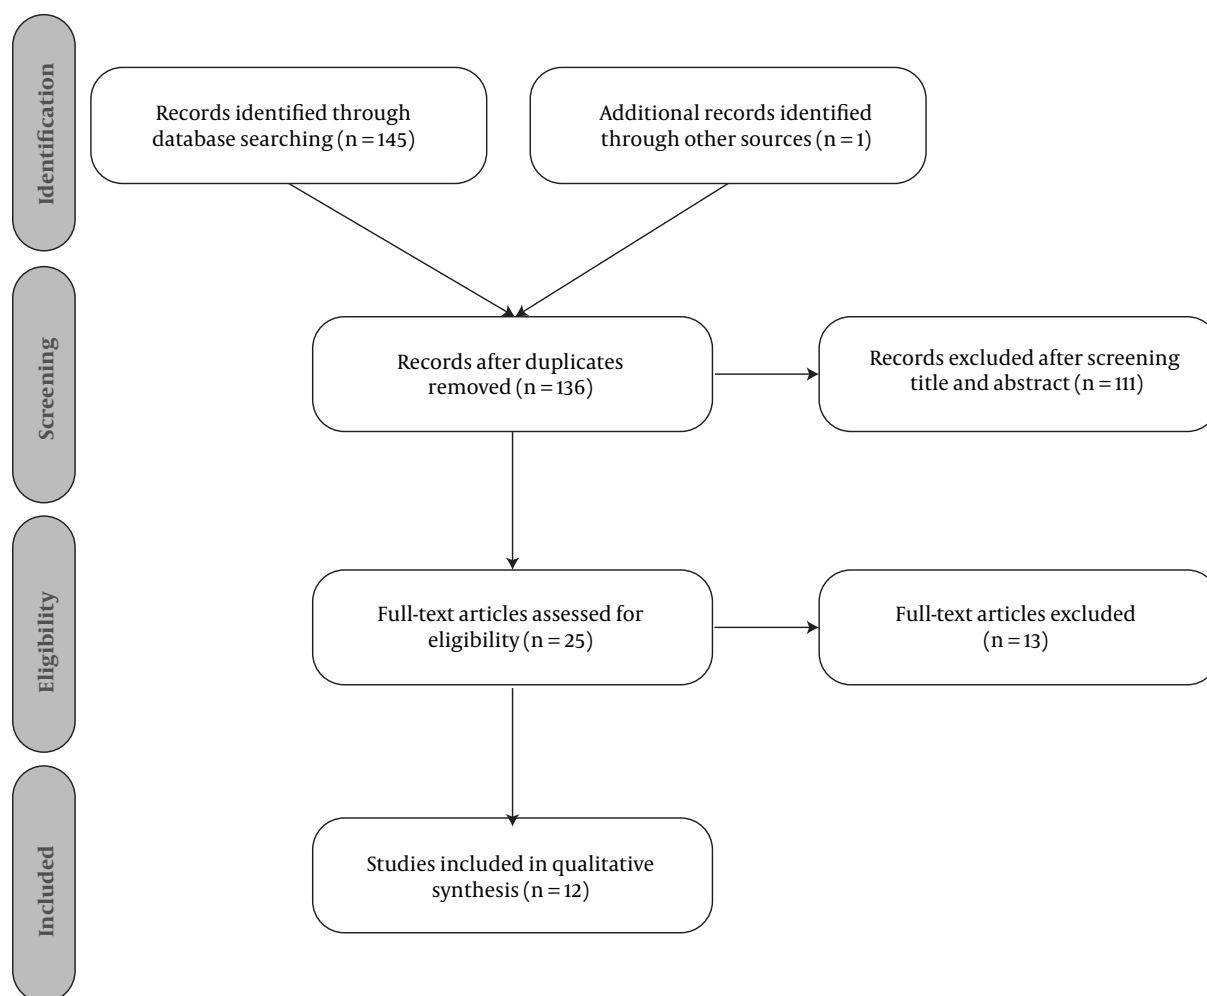 Identification
Records identified through
database searching (n = 145)
Additional records identified
through other sources (n = 1)
Screening
Records after duplicates
removed (n = 136)
Records excluded after screening
title and abstract (n = 111)
Eligibility
Full-text articles assessed for
eligibility (n = 25)
Full-text articles excluded
(n = 13)
Included
Studies included in qualitative
synthesis (n = 12)